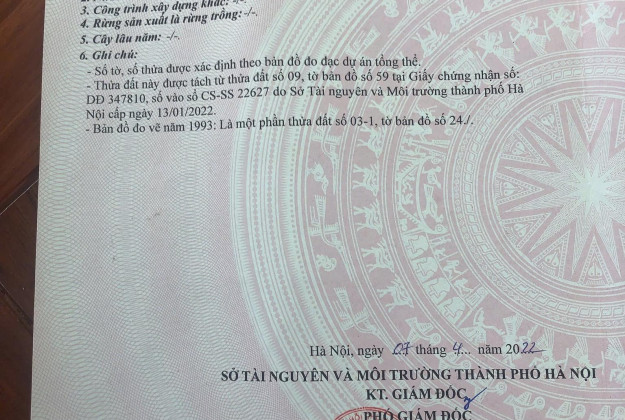 3. Công trình xây dựng khác: -/-.
4. Rừng sản xuất là rừng trồng: -/-.
5. Cây lâu năm: -/-.
6. Ghi chú:
- Số tờ, số thửa được xác định theo bản đồ đo đạc dự án tổng thể.
- Thửa đất này được tách từ thửa đất số 09, tờ bản đồ số 59 tại Giấy chứng nhận số:
DĐ 347810, số vào sổ CS-SS 22627 do Sở Tài nguyên và Môi trường thành phố Hà
Nội cấp ngày 13/01/2022.
- Bản đồ đo vẽ năm 1993: Là một phần thửa đất số 03-1, tờ bản đồ số 24./.
Hà Nội, ngày 07 tháng 4... năm 2022
SỞ TÀI NGUYÊN VÀ MÔI TRƯỜNG THÀNH PHỐ HÀ NỘI
KT. GIÁM ĐỐC
PHÓ GIÁM ĐỐC